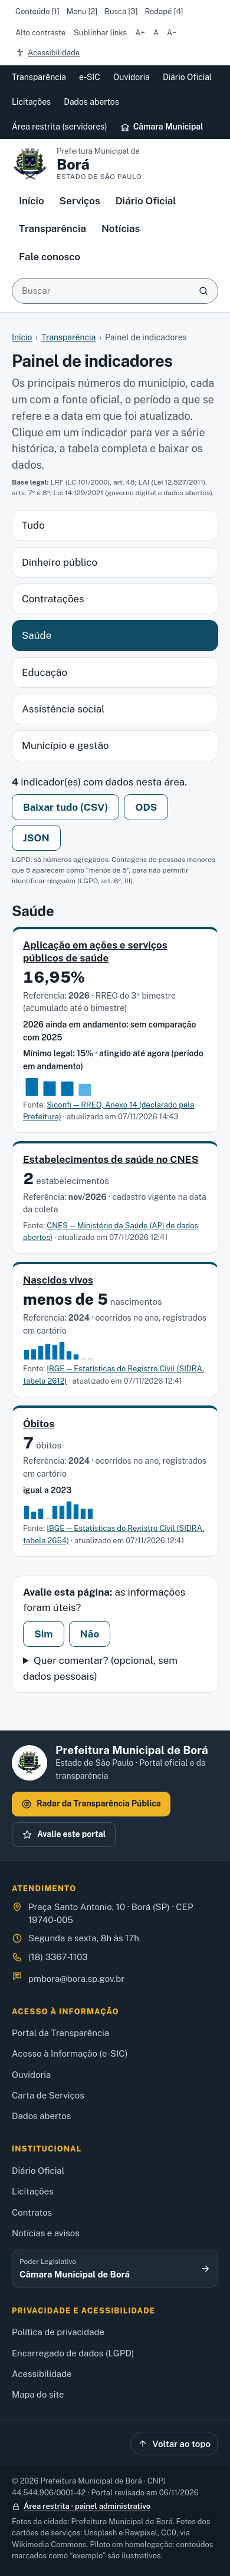 Conteúdo [1] Menu [2] Busca [3] Rodapé [4]
Alto contraste Sublinhar links A+ A A−
Acessibilidade
Transparência e-SIC Ouvidoria Diário Oficial
Licitações Dados abertos
Área restrita (servidores) Câmara Municipal
Prefeitura Municipal de
Borá
ESTADO DE SÃO PAULO
Início Serviços Diário Oficial
Transparência Notícias
Fale conosco
Buscar
Início › Transparência › Painel de indicadores
Painel de indicadores
Os principais números do município, cada
um com a fonte oficial, o período a que se
refere e a data em que foi atualizado.
Clique em um indicador para ver a série
histórica, a tabela completa e baixar os
dados.
Base legal: LRF (LC 101/2000), art. 48; LAI (Lei 12.527/2011),
arts. 7º e 8º; Lei 14.129/2021 (governo digital e dados abertos).
Tudo
Dinheiro público
Contratações
Saúde
Educação
Assistência social
Município e gestão
4 indicador(es) com dados nesta área.
Baixar tudo (CSV) ODS
JSON
LGPD: só números agregados. Contagens de pessoas menores
que 5 aparecem como "menos de 5", para não permitir
identificar ninguém (LGPD, art. 6º, III).
Saúde
Aplicação em ações e serviços
públicos de saúde
16,95%
Referência: 2026 · RREO do 3º bimestre
(acumulado até o bimestre)
2026 ainda em andamento: sem comparação
com 2025
Mínimo legal: 15% · atingido até agora (período
em andamento)
Fonte: Siconfi — RREO, Anexo 14 (declarado pela
Prefeitura) · atualizado em 07/11/2026 14:43
Estabelecimentos de saúde no CNES
2 estabelecimentos
Referência: nov/2026 · cadastro vigente na data
da coleta
Fonte: CNES — Ministério da Saúde (API de dados
abertos) · atualizado em 07/11/2026 12:41
Nascidos vivos
menos de 5 nascimentos
Referência: 2024 · ocorridos no ano, registrados
em cartório
Fonte: IBGE — Estatísticas do Registro Civil (SIDRA,
tabela 2612) · atualizado em 07/11/2026 12:41
Óbitos
7 óbitos
Referência: 2024 · ocorridos no ano, registrados
em cartório
igual a 2023
Fonte: IBGE — Estatísticas do Registro Civil (SIDRA,
tabela 2654) · atualizado em 07/11/2026 12:41
Avalie esta página: as informações
foram úteis?
Sim Não
Quer comentar? (opcional, sem
dados pessoais)
Prefeitura Municipal de Borá
Estado de São Paulo · Portal oficial e da
transparência
Radar da Transparência Pública
Avalie este portal
ATENDIMENTO
Praça Santo Antonio, 10 · Borá (SP) · CEP
19740-005
Segunda a sexta, 8h às 17h
(18) 3367-1103
pmbora@bora.sp.gov.br
ACESSO À INFORMAÇÃO
Portal da Transparência
Acesso à Informação (e-SIC)
Ouvidoria
Carta de Serviços
Dados abertos
INSTITUCIONAL
Diário Oficial
Licitações
Contratos
Notícias e avisos
Poder Legislativo
Câmara Municipal de Borá
PRIVACIDADE E ACESSIBILIDADE
Política de privacidade
Encarregado de dados (LGPD)
Acessibilidade
Mapa do site
Voltar ao topo
© 2026 Prefeitura Municipal de Borá · CNPJ
44.544.906/0001-42 · Portal revisado em 06/11/2026
Área restrita · painel administrativo
Fotos da cidade: Prefeitura Municipal de Borá. Fotos dos
cartões de serviços: Unsplash e Rawpixel, CC0, via
Wikimedia Commons. Piloto em homologação: conteúdos
marcados como "exemplo" são ilustrativos.